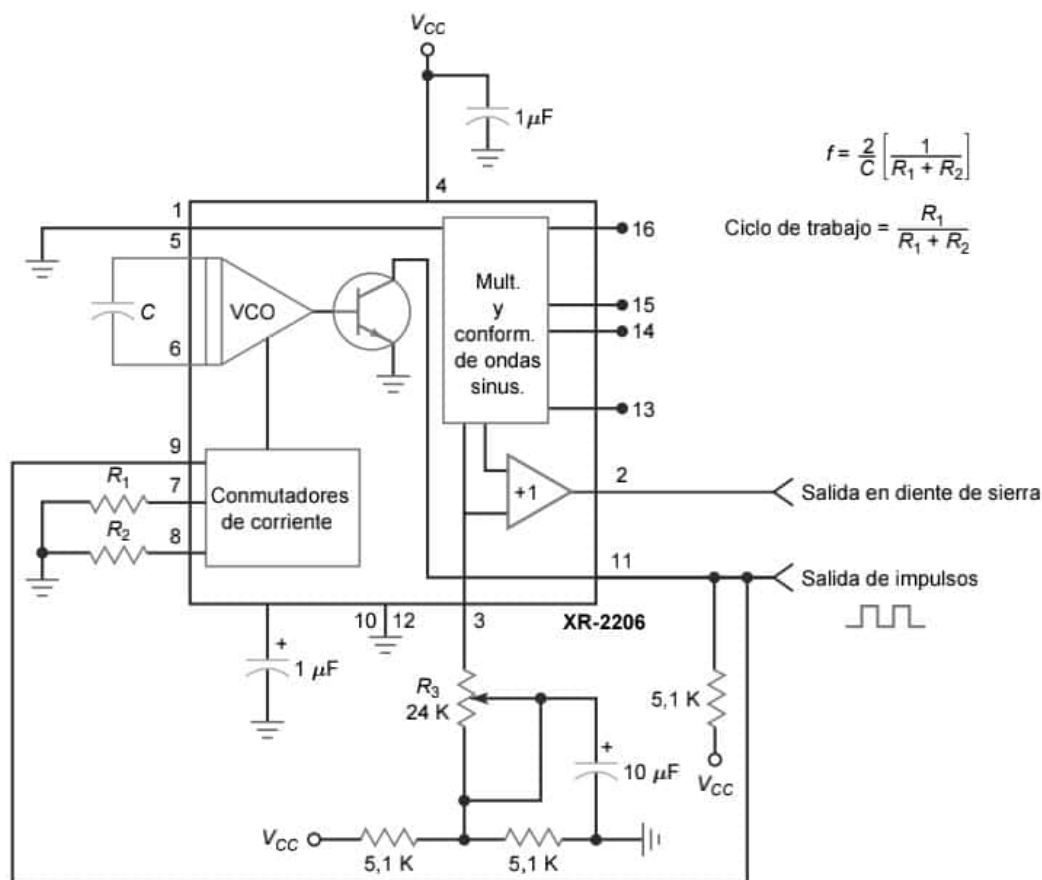 V_CC
1 μF
4
f = 2/C [1/(R₁ + R₂)]
Ciclo de trabajo = R₁/(R₁ + R₂)
1
5
C
6
VCO
Mult.
y
conform.
de ondas
sinus.
16
15
14
13
9
R₁
7
R₂
8
Conmutadores
de corriente
+1
2
Salida en diente de sierra
11
Salida de impulsos
10
12
3
XR-2206
+
1 μF
R₃
24 K
+
10 μF
5,1 K
V_CC
V_CC
5,1 K
5,1 K